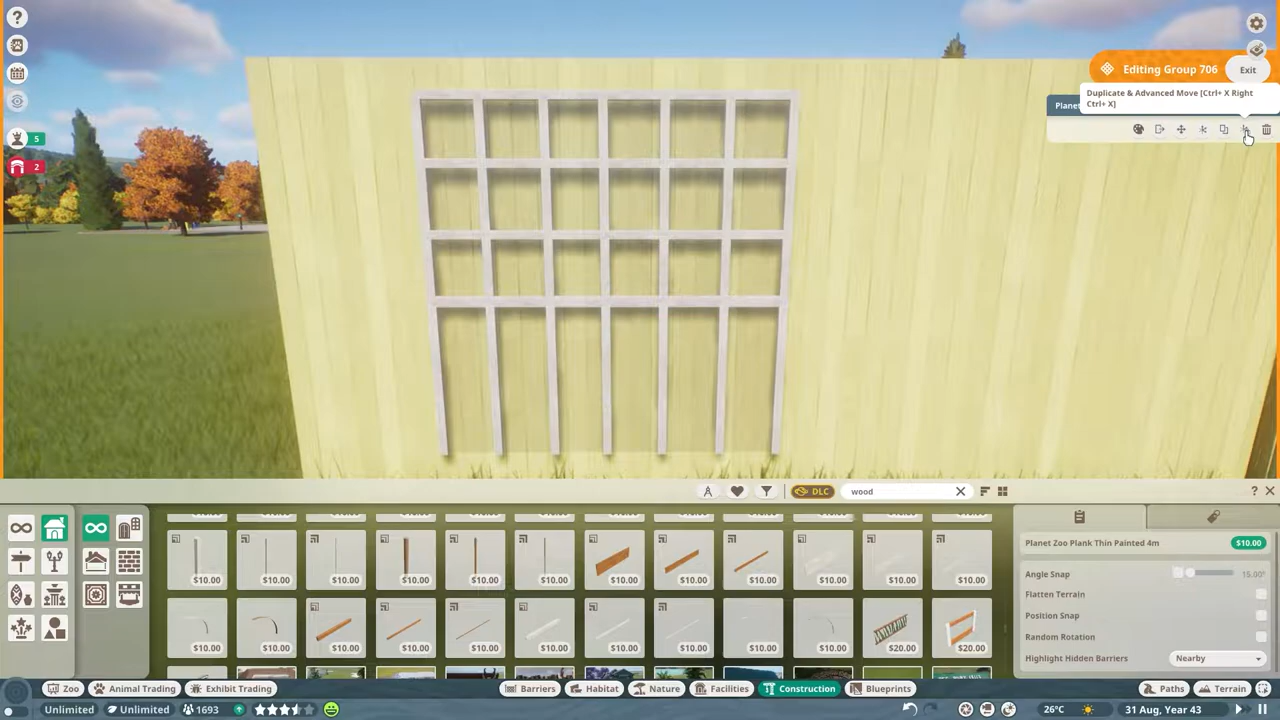 Editing Group 706
Exit
Duplicate & Advanced Move [Ctrl+ X Right
Ctrl+ X]
Planet
5
2
DLC
wood
$10.00 $10.00 $10.00 $10.00 $10.00 $10.00 $10.00 $10.00 $10.00 $10.00 $10.00 $10.00
$10.00 $10.00 $10.00 $10.00 $10.00 $10.00 $10.00 $10.00 $10.00 $10.00 $20.00 $20.00
Planet Zoo Plank Thin Painted 4m $10.00
Angle Snap 15.00°
Flatten Terrain
Position Snap
Random Rotation
Highlight Hidden Barriers Nearby
Zoo Animal Trading Exhibit Trading Barriers Habitat Nature Facilities Construction Blueprints Paths Terrain
Unlimited Unlimited 1693 26°C 31 Aug, Year 43